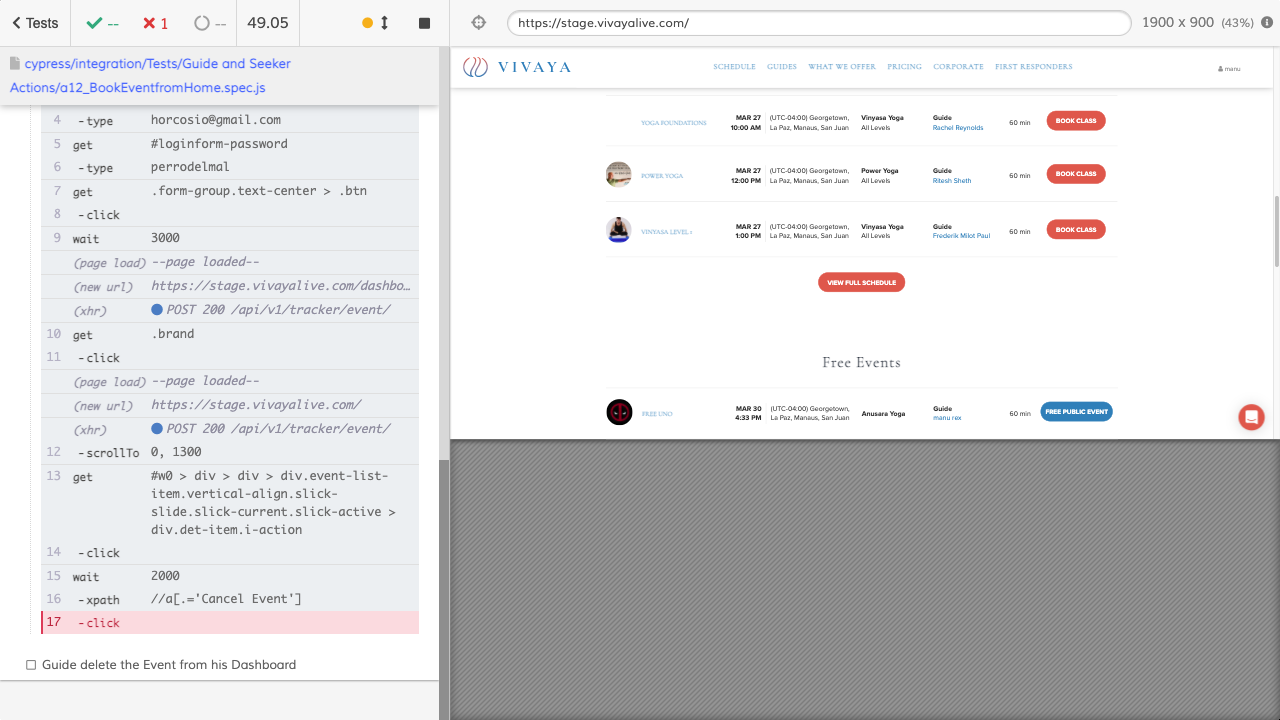 Tests
--
1
--
49.05
https://stage.vivayalive.com/
1900 x 900 (43%)
cypress/integration/Tests/Guide and Seeker
Actions/a12_BookEventfromHome.spec.js
4 -type horcosio@gmail.com
get #loginform-password
-type perrodelmal
get .form-group.text-center > .btn
8 -click
wait 3000
(page load) --page loaded--
(new url) https://stage.vivayalive.com/dashbo…
(xhr) POST 200 /api/v1/tracker/event/
10 get .brand
11 -click
(page load) --page loaded--
(new url) https://stage.vivayalive.com/
(xhr) POST 200 /api/v1/tracker/event/
12 -scrollTo 0, 1300
13 get #w0 > div > div > div.event-list-
item.vertical-align.slick-
slide.slick-current.slick-active >
div.det-item.i-action
14 -click
15 wait 2000
16 -xpath //a[.='Cancel Event']
17 -click
Guide delete the Event from his Dashboard
VIVAYA
SCHEDULE GUIDES WHAT WE OFFER PRICING CORPORATE FIRST RESPONDERS
manu
YOGA FOUNDATIONS
MAR 27
10:00 AM
(UTC-04:00) Georgetown,
La Paz, Manaus, San Juan
Vinyasa Yoga
All Levels
Guide
Rachel Reynolds
60 min
BOOK CLASS
POWER YOGA
MAR 27
12:00 PM
(UTC-04:00) Georgetown,
La Paz, Manaus, San Juan
Power Yoga
All Levels
Guide
Ritesh Sheth
60 min
BOOK CLASS
VINYASA LEVEL 1
MAR 27
1:00 PM
(UTC-04:00) Georgetown,
La Paz, Manaus, San Juan
Vinyasa Yoga
All Levels
Guide
Frederik Milot Paul
60 min
BOOK CLASS
VIEW FULL SCHEDULE
Free Events
FREE UNO
MAR 30
4:33 PM
(UTC-04:00) Georgetown,
La Paz, Manaus, San Juan
Anusara Yoga
Guide
manu rex
60 min
FREE PUBLIC EVENT